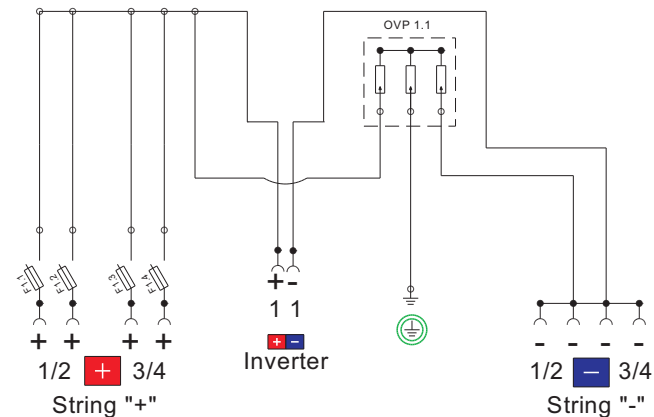 OVP 1.1
F1.1 F1.2 F1.3 F1.4
+ + + +
+ -
1 1
+ -
Inverter
1/2 + 3/4
String "+"
- - - -
1/2 - 3/4
String "-"